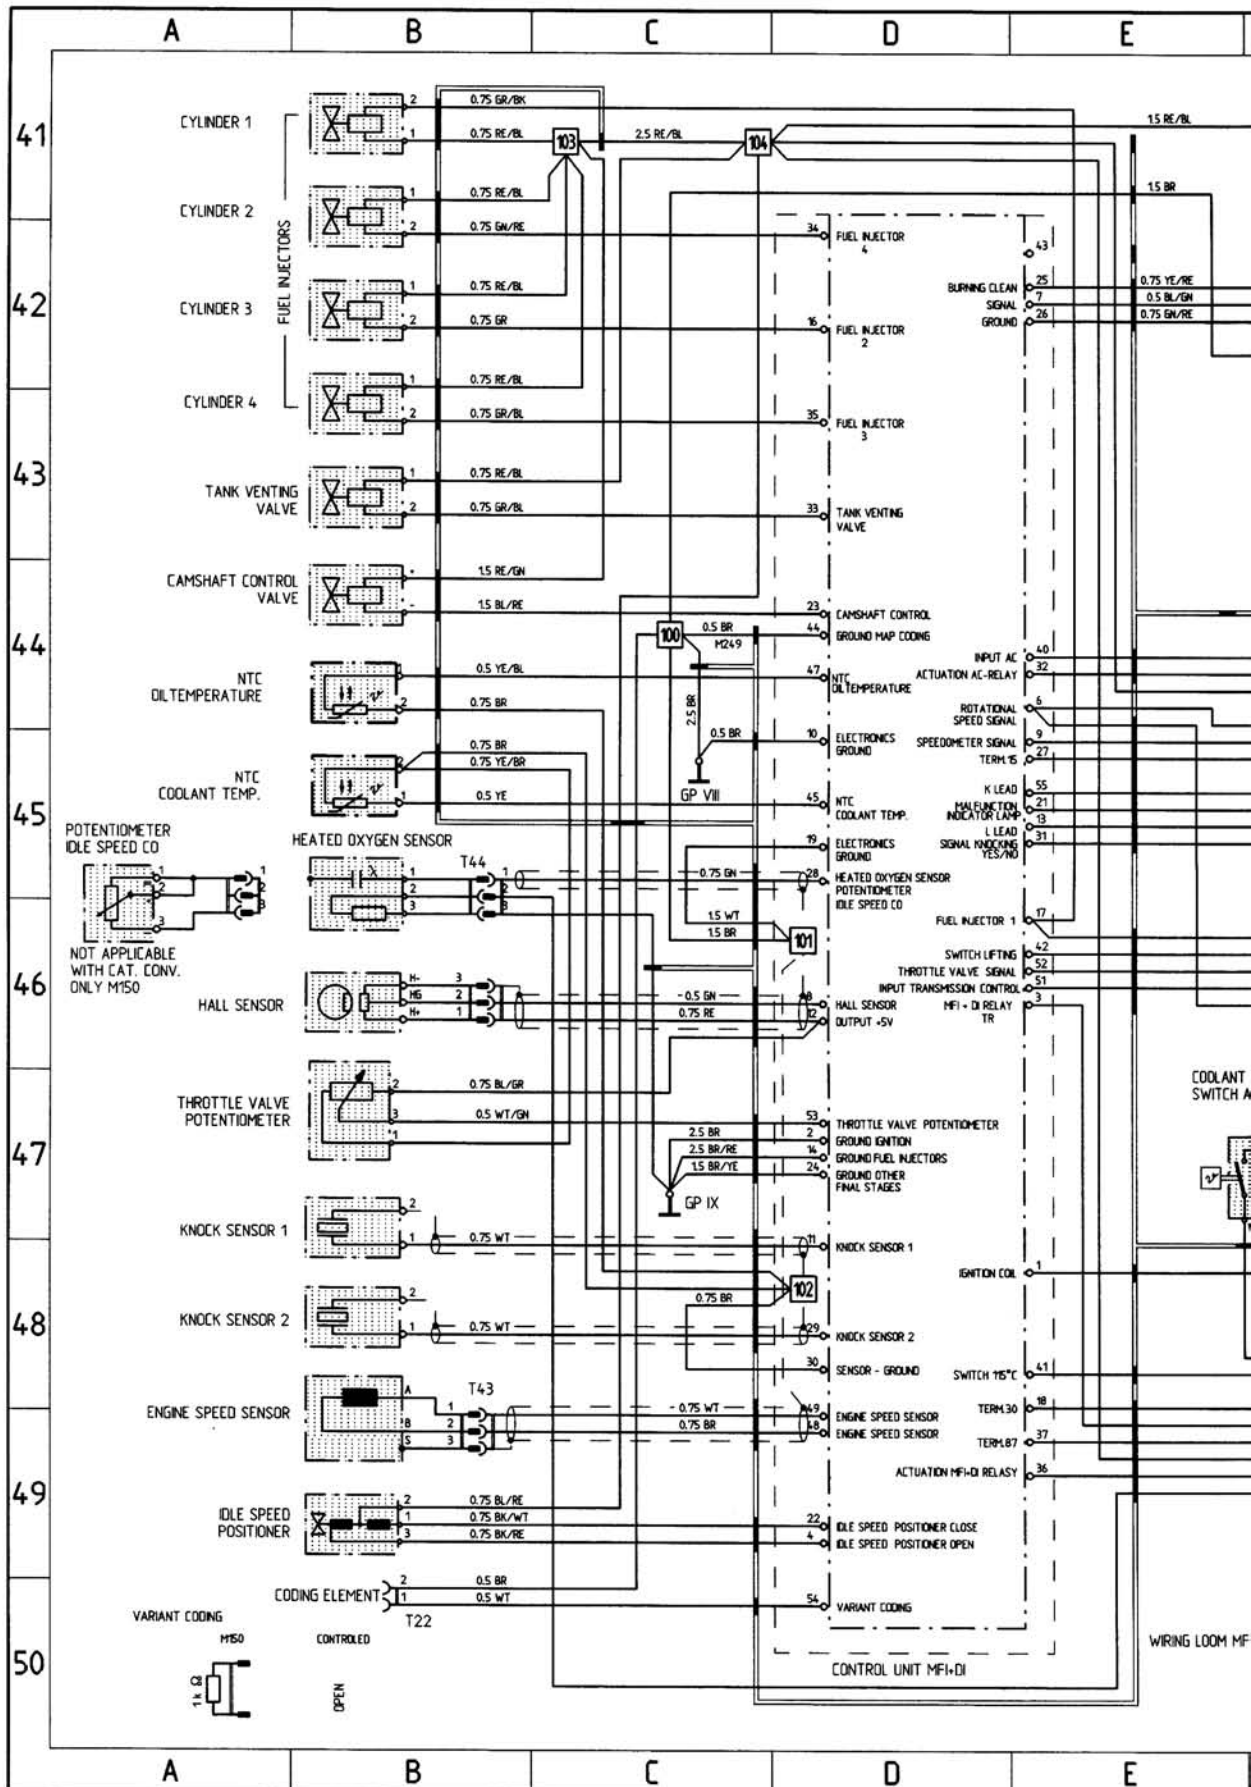 A B C D E
41
42
43
44
45
46
47
48
49
50
CYLINDER 1
2 0.75 GR/BK
1 0.75 RE/BL
103
2.5 RE/BL
104
1.5 RE/BL
CYLINDER 2
1 0.75 RE/BL
2 0.75 GN/RE
1.5 BR
FUEL INJECTORS
34 FUEL INJECTOR
4
43
CYLINDER 3
1 0.75 RE/BL
2 0.75 GR
16 FUEL INJECTOR
2
BURNING CLEAN 25 0.75 YE/RE
SIGNAL 7 0.5 BL/GN
GROUND 26 0.75 GN/RE
CYLINDER 4
1 0.75 RE/BL
2 0.75 GR/BL
35 FUEL INJECTOR
3
TANK VENTING
VALVE
1 0.75 RE/BL
2 0.75 GR/BL
33 TANK VENTING
VALVE
CAMSHAFT CONTROL
VALVE
+ 1.5 RE/GN
- 1.5 BL/RE
23 CAMSHAFT CONTROL
100
0.5 BR
M249
44 GROUND MAP CODING
INPUT AC 40
ACTUATION AC-RELAY 32
NTC
OILTEMPERATURE
1 0.5 YE/BL
2 0.75 BR
47 NTC
OILTEMPERATURE
2.5 BR
ROTATIONAL
SPEED SIGNAL
6
0.5 BR
10 ELECTRONICS
GROUND
SPEEDOMETER SIGNAL 9
TERM.15 27
NTC
COOLANT TEMP.
0.75 BR
2 0.75 YE/BR
1 0.5 YE
GP VIII
45 NTC
COOLANT TEMP.
K LEAD 55
MALFUNCTION
INDICATOR LAMP
21
L LEAD 13
SIGNAL KNOCKING
YES/NO
31
POTENTIOMETER
IDLE SPEED CO
1
2
3
1
2
3
NOT APPLICABLE
WITH CAT. CONV.
ONLY M150
HEATED OXYGEN SENSOR
T44
λ
1 1
2 2
3 3
19 ELECTRONICS
GROUND
0.75 GN
28 HEATED OXYGEN SENSOR
POTENTIOMETER
IDLE SPEED CO
1.5 WT
1.5 BR
101
FUEL INJECTOR 1 17
SWITCH LIFTING 42
THROTTLE VALVE SIGNAL 52
INPUT TRANSMISSION CONTROL 51
MFI + DI RELAY 3
TR
HALL SENSOR
H- 3
HG 2
H+ 1
0.5 GN
0.75 RE
8 HALL SENSOR
12 OUTPUT +5V
THROTTLE VALVE
POTENTIOMETER
2 0.75 BL/GR
3 0.5 WT/GN
1
53 THROTTLE VALVE POTENTIOMETER
2.5 BR 2 GROUND IGNITION
2.5 BR/RE 14 GROUND FUEL INJECTORS
1.5 BR/YE 24 GROUND OTHER
FINAL STAGES
GP IX
COOLANT
SWITCH A
KNOCK SENSOR 1
2
1 0.75 WT
11 KNOCK SENSOR 1
IGNITION COIL 1
102
0.75 BR
KNOCK SENSOR 2
2
1 0.75 WT
29 KNOCK SENSOR 2
30 SENSOR - GROUND
SWITCH 115°C 41
ENGINE SPEED SENSOR
A
B
S
T43
1
2
3
0.75 WT
0.75 BR
49 ENGINE SPEED SENSOR
48 ENGINE SPEED SENSOR
TERM.30 18
TERM.87 37
ACTUATION MFI+DI RELASY 36
IDLE SPEED
POSITIONER
2 0.75 BL/RE
1 0.75 BK/WT
3 0.75 BK/RE
22 IDLE SPEED POSITIONER CLOSE
4 IDLE SPEED POSITIONER OPEN
CODING ELEMENT
2 0.5 BR
1 0.5 WT
T22
54 VARIANT CODING
VARIANT CODING
M150
CONTROLED
1 k Ω
OPEN
CONTROL UNIT MFI+DI
WIRING LOOM MF
A B C D E